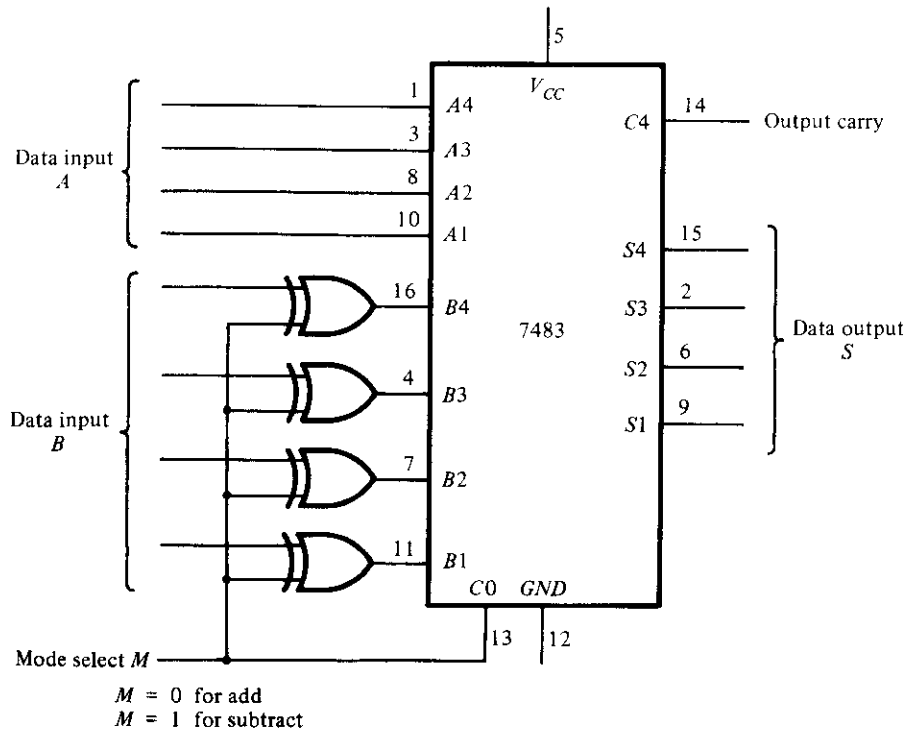 5
V_CC
1
A4
14
C4
Output carry
3
A3
Data input
A
8
A2
10
A1
15
S4
16
B4
2
S3
7483
Data output
S
6
S2
4
B3
9
S1
Data input
B
7
B2
11
B1
C0
GND
13
12
Mode select M
M = 0 for add
M = 1 for subtract